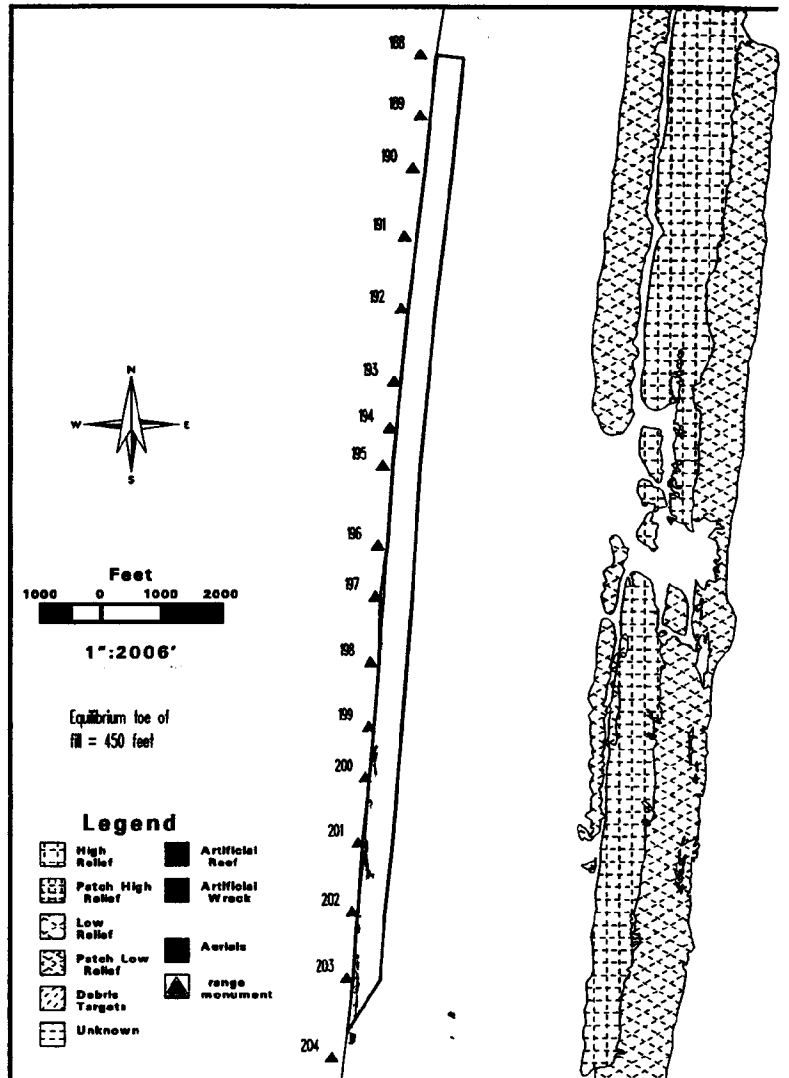 188
189
190
191
192
193
194
195
196
197
198
199
200
201
202
203
204
N
W E
S
Feet
1000 0 1000 2000
1":2006'
Equilibrium toe of
fill = 450 feet
Legend
High
Relief
Patch High
Relief
Low
Relief
Patch Low
Relief
Debris
Targets
Unknown
Artificial
Reef
Artificial
Wreck
Aerials
range
monument